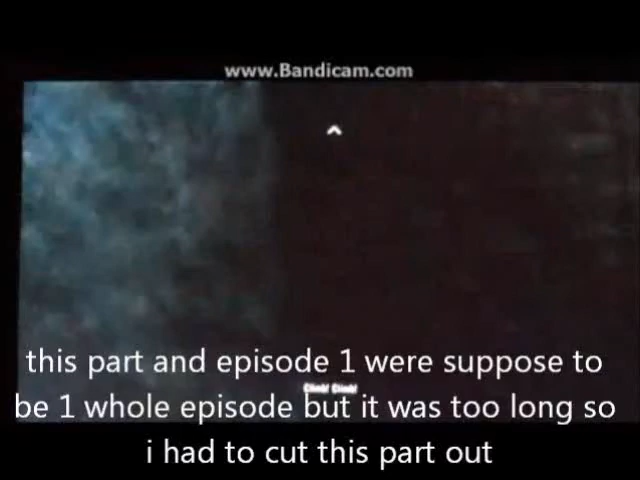 www.Bandicam.com
this part and episode 1 were suppose to
be 1 whole episode but it was too long so
i had to cut this part out